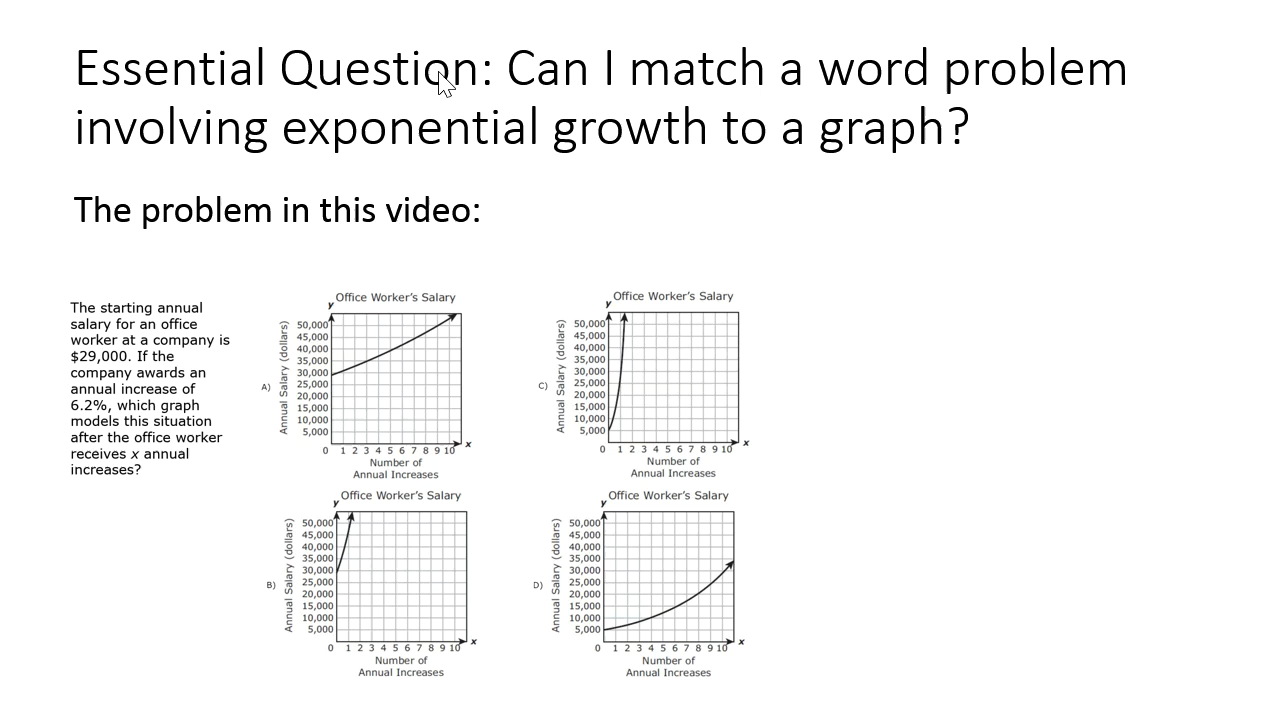 Essential Question: Can I match a word problem
involving exponential growth to a graph?
The problem in this video:
The starting annual
salary for an office
worker at a company is
$29,000. If the
company awards an
annual increase of
6.2%, which graph
models this situation
after the office worker
receives x annual
increases?
A)
Office Worker's Salary
y
Annual Salary (dollars)
50,000
45,000
40,000
35,000
30,000
25,000
20,000
15,000
10,000
5,000
0 1 2 3 4 5 6 7 8 9 10 x
Number of
Annual Increases
C)
Office Worker's Salary
y
Annual Salary (dollars)
50,000
45,000
40,000
35,000
30,000
25,000
20,000
15,000
10,000
5,000
0 1 2 3 4 5 6 7 8 9 10 x
Number of
Annual Increases
B)
Office Worker's Salary
y
Annual Salary (dollars)
50,000
45,000
40,000
35,000
30,000
25,000
20,000
15,000
10,000
5,000
0 1 2 3 4 5 6 7 8 9 10 x
Number of
Annual Increases
D)
Office Worker's Salary
y
Annual Salary (dollars)
50,000
45,000
40,000
35,000
30,000
25,000
20,000
15,000
10,000
5,000
0 1 2 3 4 5 6 7 8 9 10 x
Number of
Annual Increases